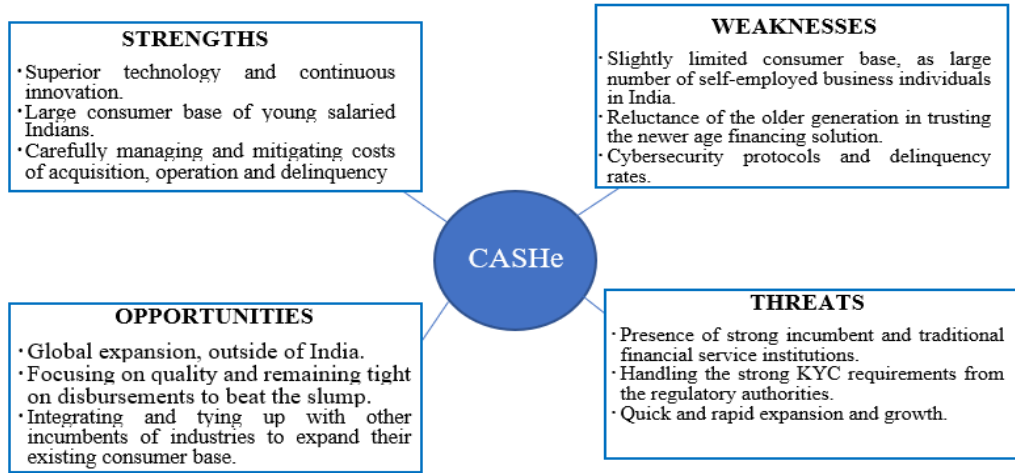 STRENGTHS
· Superior technology and continuous
innovation.
· Large consumer base of young salaried
Indians.
· Carefully managing and mitigating costs
of acquisition, operation and delinquency
WEAKNESSES
· Slightly limited consumer base, as large
number of self-employed business individuals
in India.
· Reluctance of the older generation in trusting
the newer age financing solution.
· Cybersecurity protocols and delinquency
rates.
CASHe
OPPORTUNITIES
· Global expansion, outside of India.
· Focusing on quality and remaining tight
on disbursements to beat the slump.
· Integrating and tying up with other
incumbents of industries to expand their
existing consumer base.
THREATS
· Presence of strong incumbent and traditional
financial service institutions.
· Handling the strong KYC requirements from
the regulatory authorities.
· Quick and rapid expansion and growth.